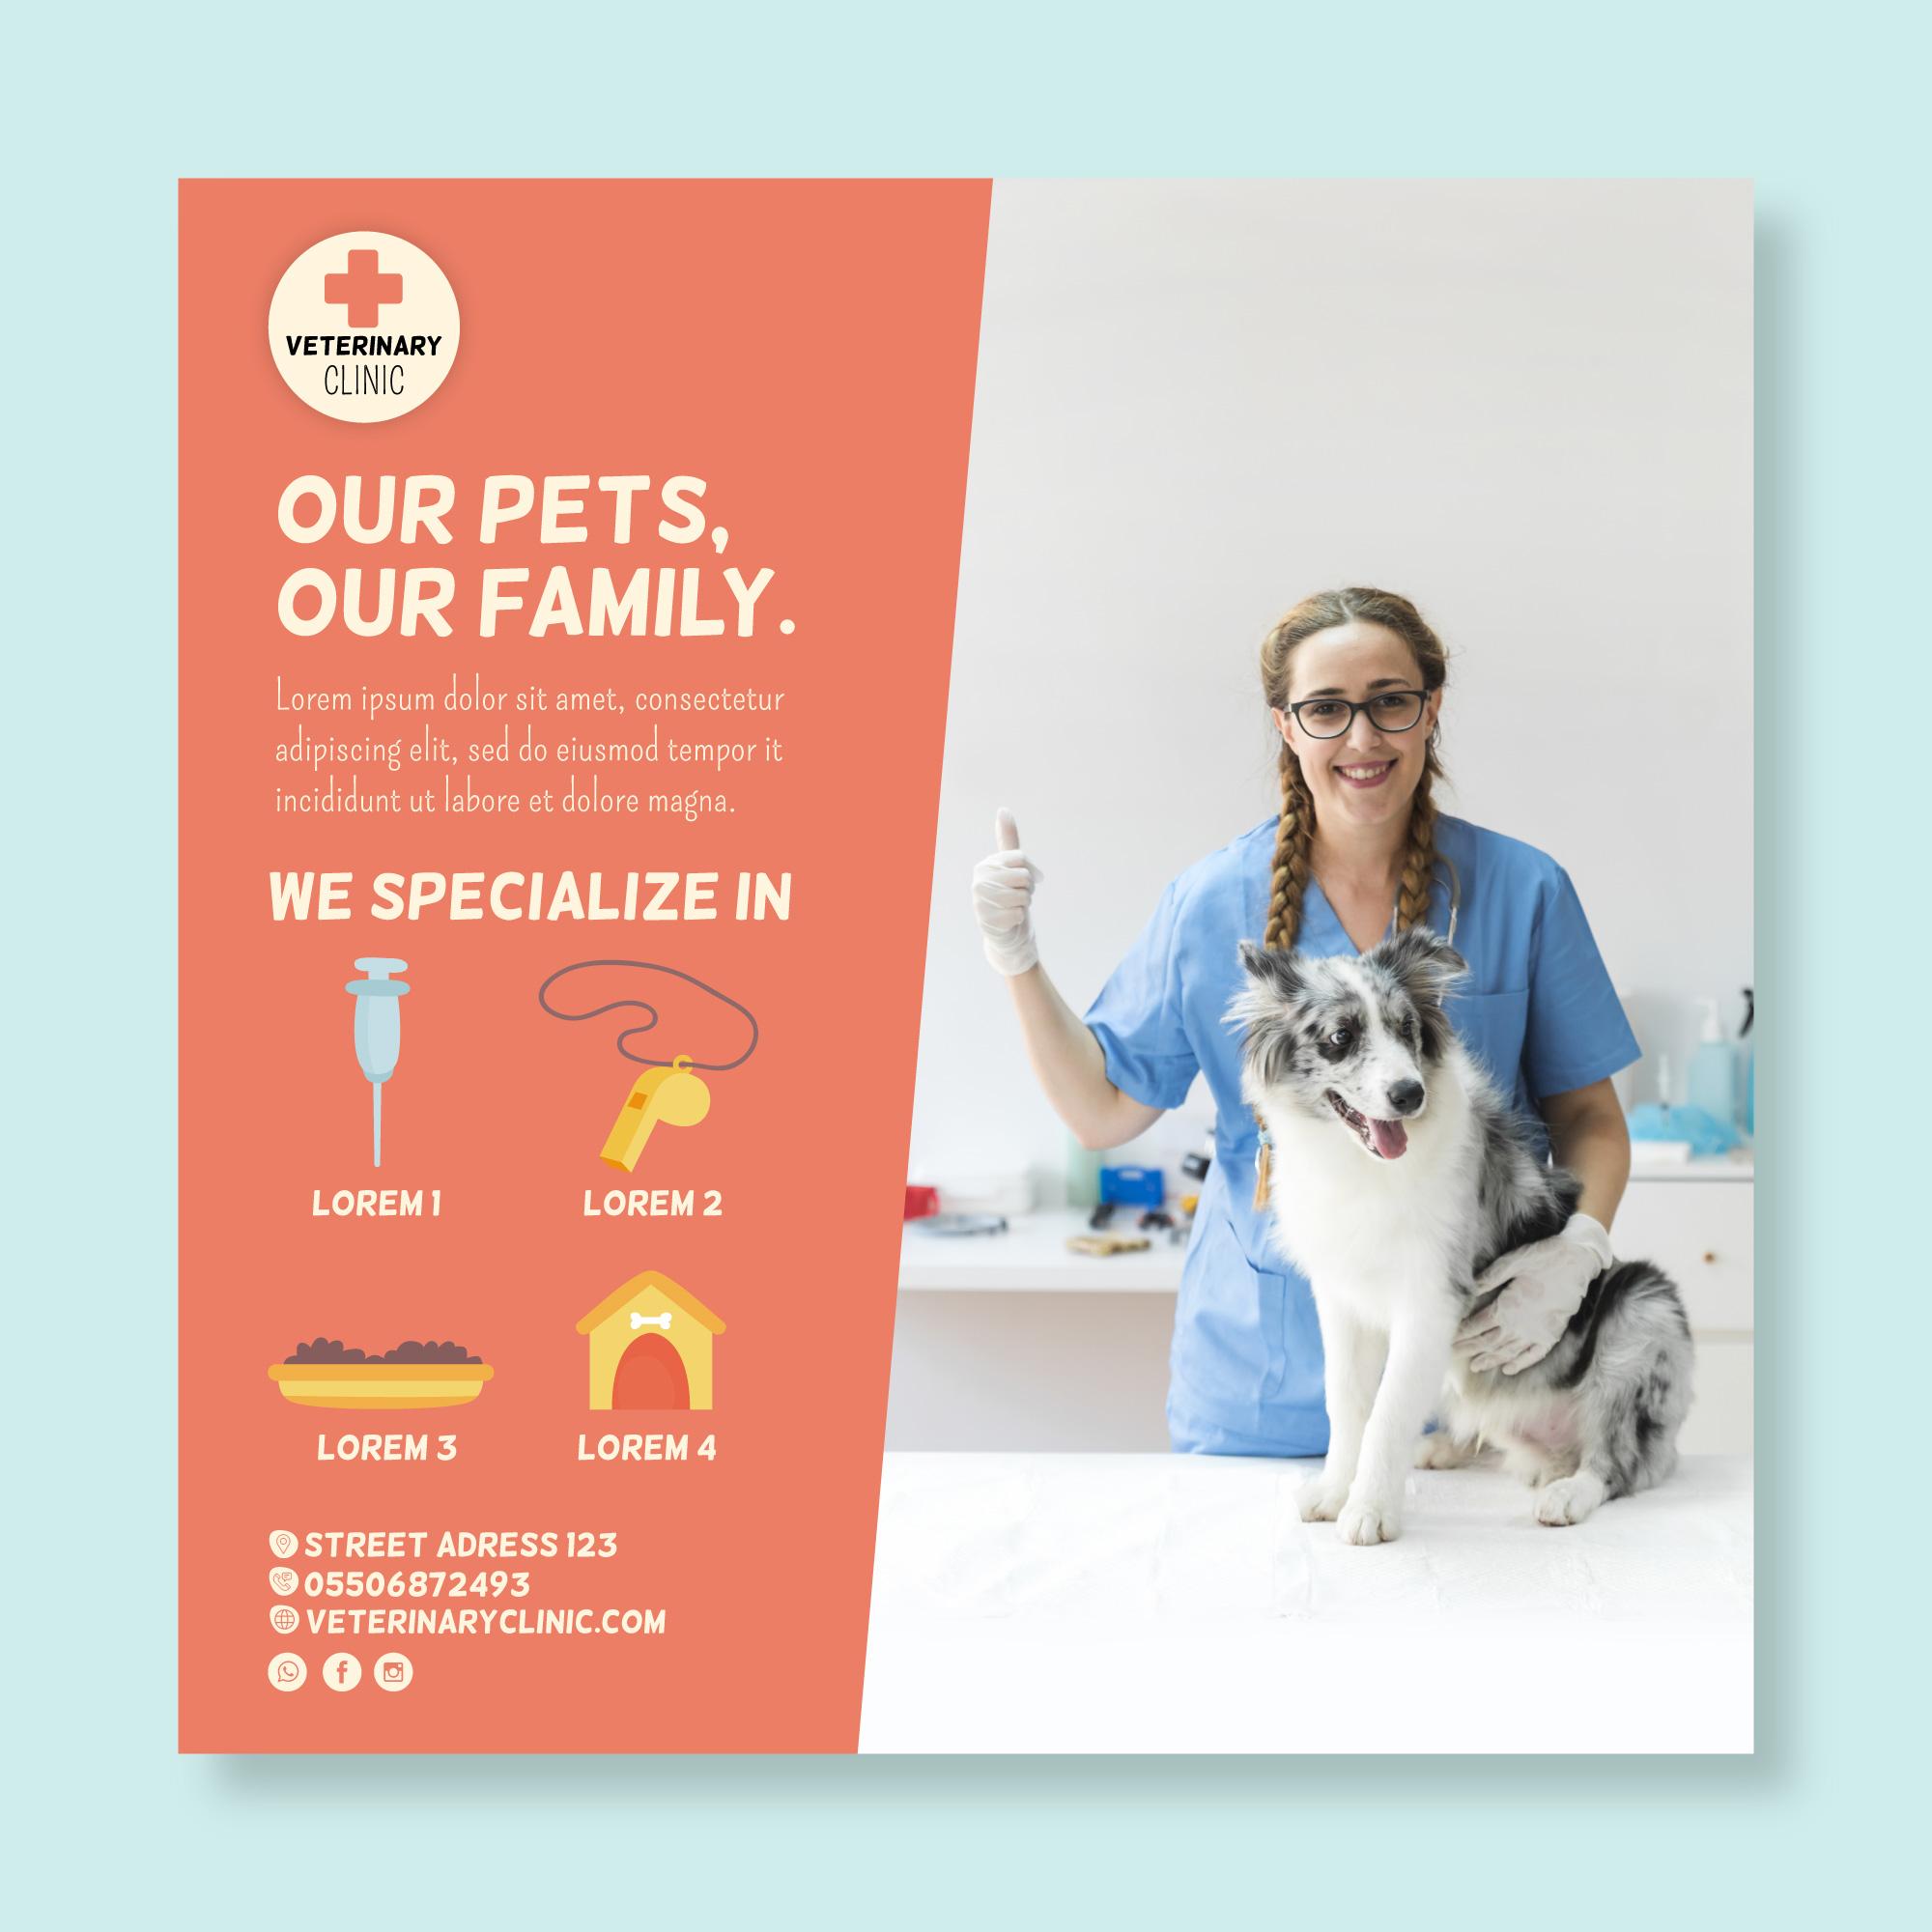 VETERINARY
CLINIC
OUR PETS,
OUR FAMILY.
Lorem ipsum dolor sit amet, consectetur
adipiscing elit, sed do eiusmod tempor it
incididunt ut labore et dolore magna.
WE SPECIALIZE IN
LOREM 1
LOREM 2
LOREM 3
LOREM 4
STREET ADRESS 123
05506872493
VETERINARYCLINIC.COM